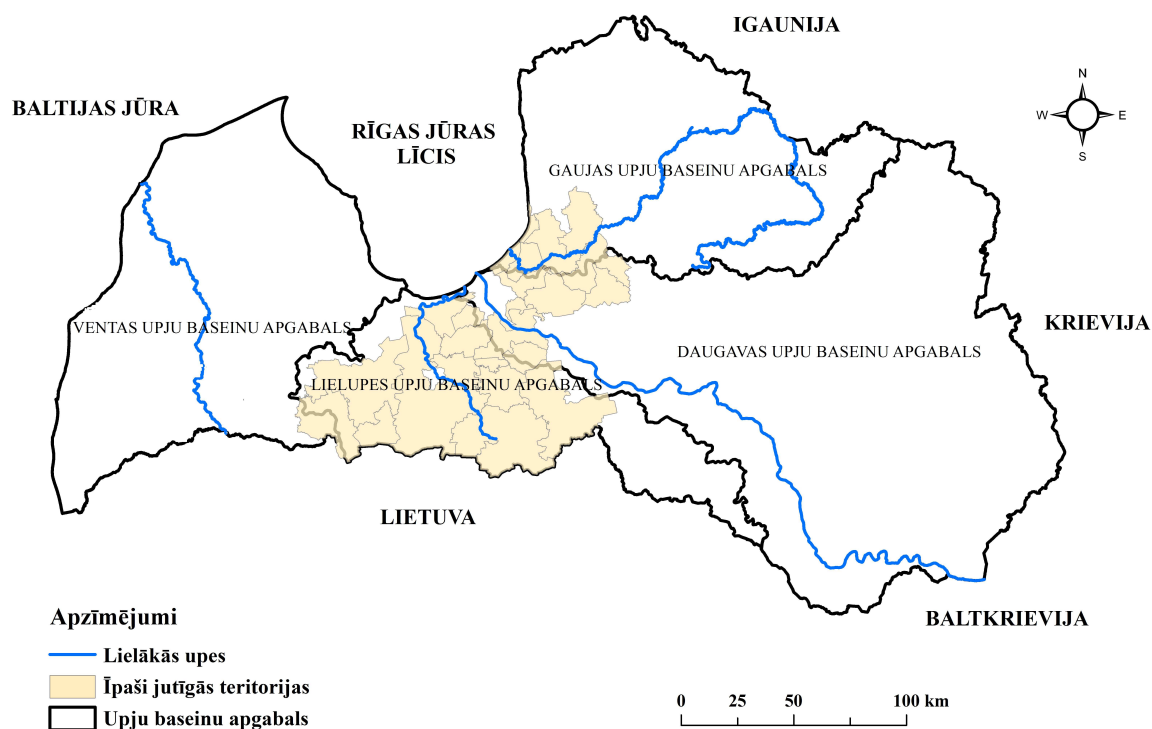 IGAUNIJA
BALTIJAS JŪRA
RĪGAS JŪRAS
LĪCIS
N
W
E
S
GAUJAS UPJU BASEINU APGABALS
VENTAS UPJU BASEINU APGABALS
KRIEVIJA
DAUGAVAS UPJU BASEINU APGABALS
LIELUPES UPJU BASEINU APGABALS
LIETUVA
BALTKRIEVIJA
Apzīmējumi
Lielākās upes
Īpaši jutīgās teritorijas
Upju baseinu apgabals
0 25 50 100 km